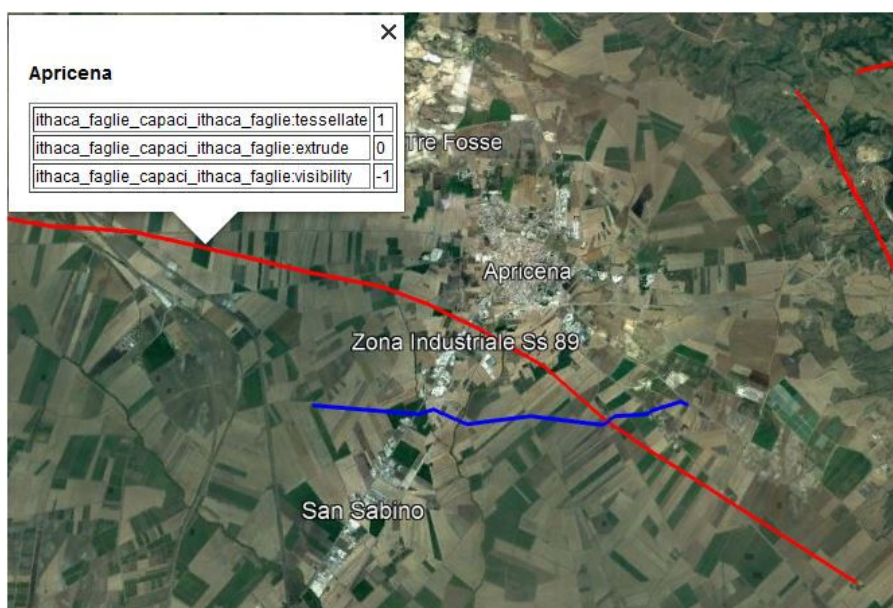 Apricena
ithaca_faglie_capaci_ithaca_faglie:tessellate 1
ithaca_faglie_capaci_ithaca_faglie:extrude 0
ithaca_faglie_capaci_ithaca_faglie:visibility -1
Tre Fosse
Apricena
Zona Industriale Ss 89
San Sabino